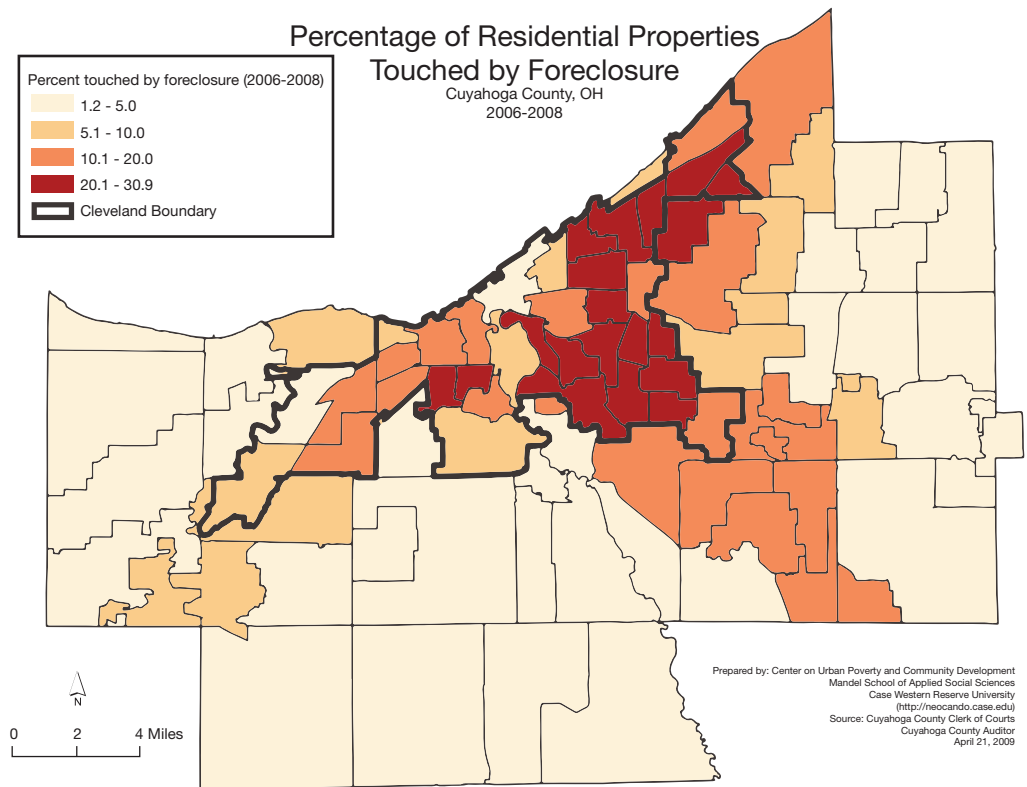 Percentage of Residential Properties
Touched by Foreclosure
Cuyahoga County, OH
2006-2008
Percent touched by foreclosure (2006-2008)
1.2 - 5.0
5.1 - 10.0
10.1 - 20.0
20.1 - 30.9
Cleveland Boundary
N
0 2 4 Miles
Prepared by: Center on Urban Poverty and Community Development
Mandel School of Applied Social Sciences
Case Western Reserve University
(http://neocando.case.edu)
Source: Cuyahoga County Clerk of Courts
Cuyahoga County Auditor
April 21, 2009